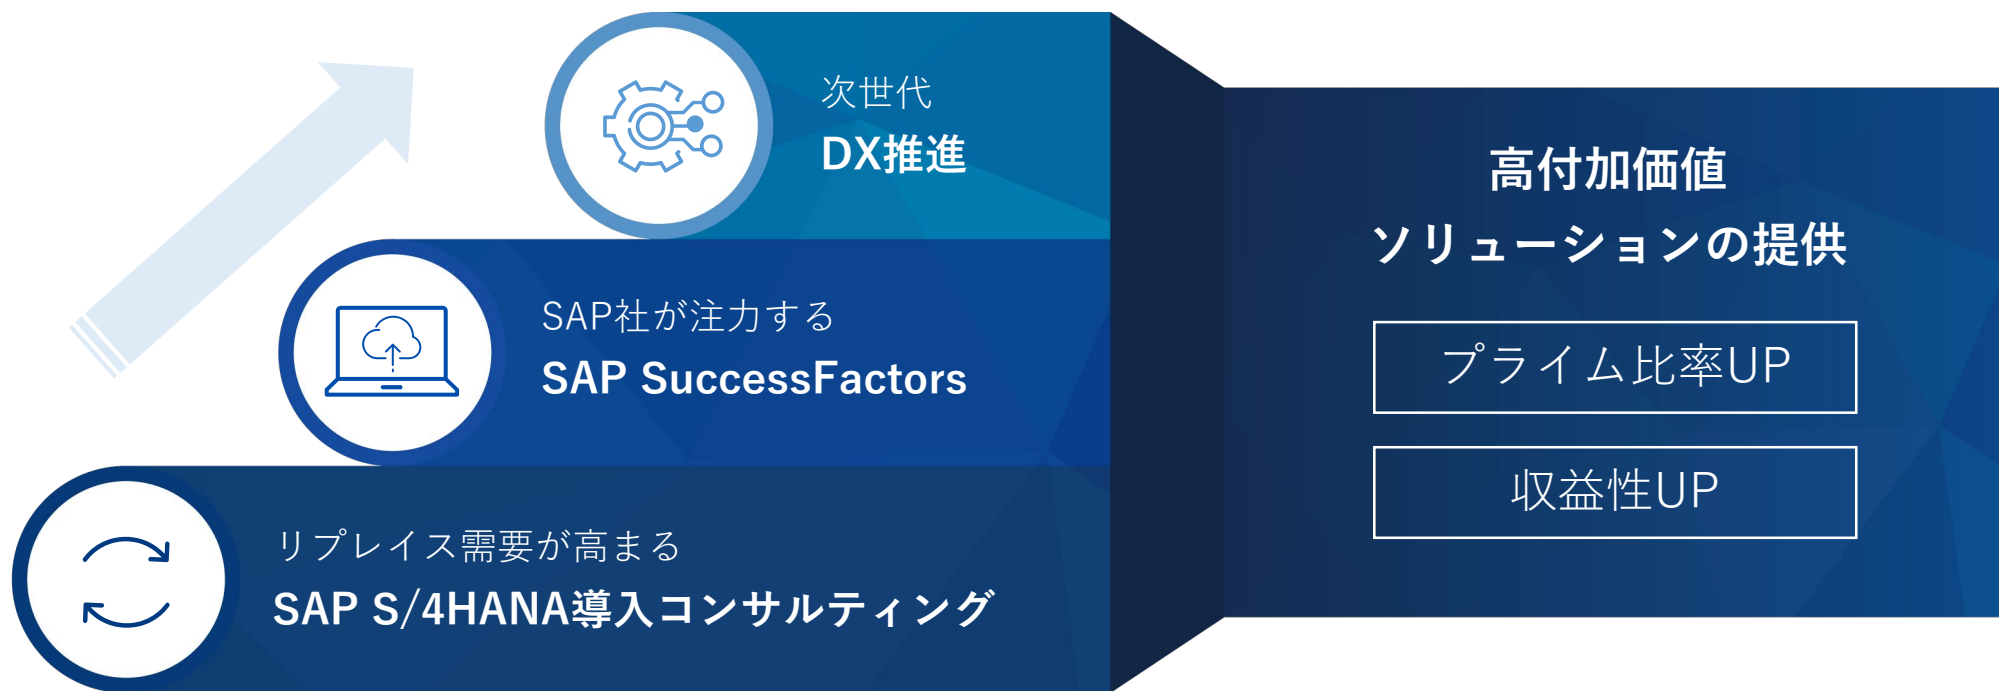 次世代
DX推進
SAP社が注力する
SAP SuccessFactors
リプレイス需要が高まる
SAP S/4HANA導入コンサルティング
高付加価値
ソリューションの提供
プライム比率UP
収益性UP